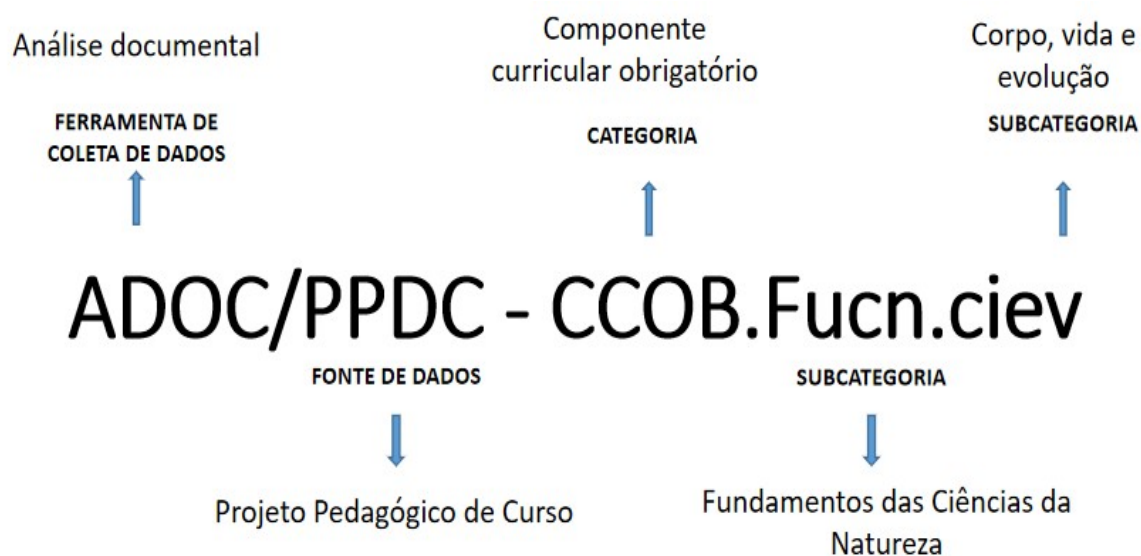 Análise documental
FERRAMENTA DE
COLETA DE DADOS
Componente
curricular obrigatório
CATEGORIA
Corpo, vida e
evolução
SUBCATEGORIA
ADOC/PPDC - CCOB.Fucn.ciev
FONTE DE DADOS
Projeto Pedagógico de Curso
SUBCATEGORIA
Fundamentos das Ciências da
Natureza